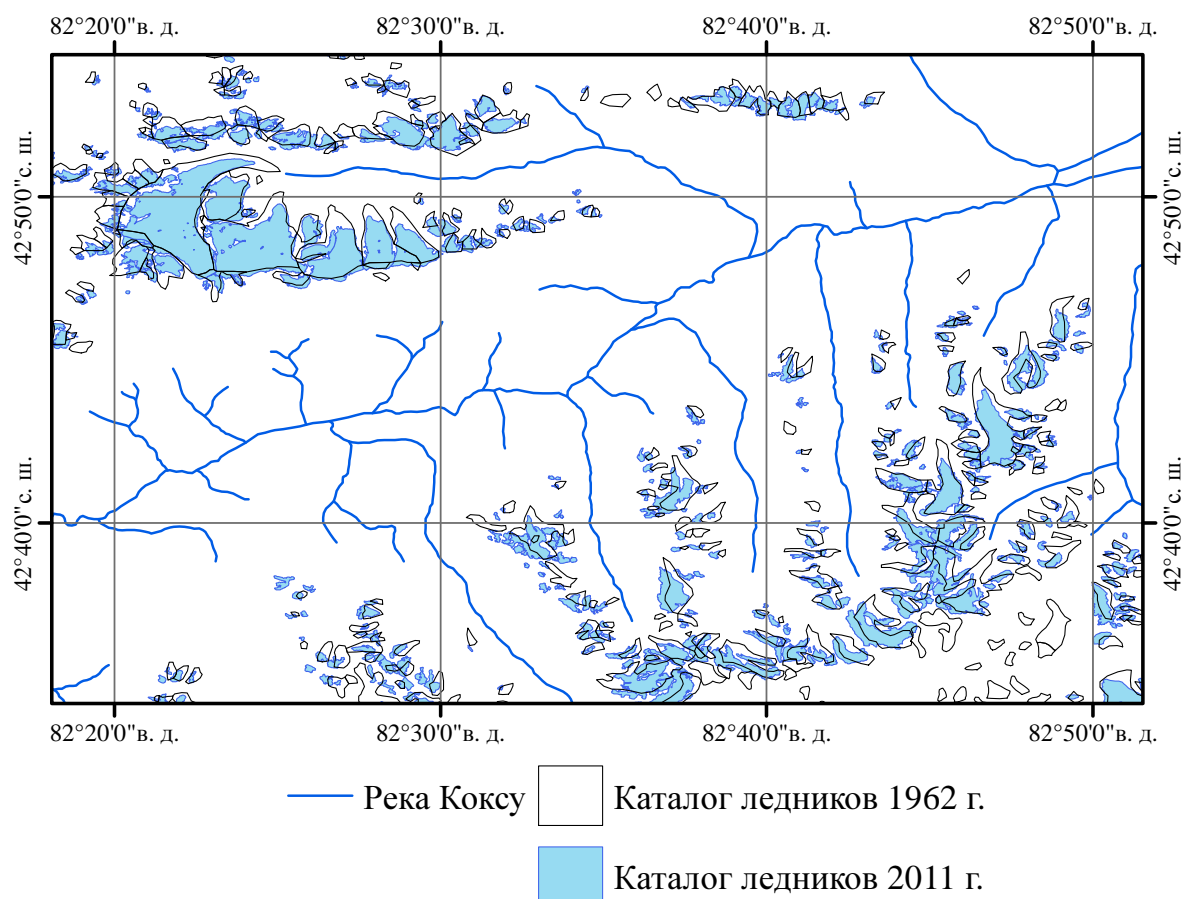 82°20'0"в. д. 82°30'0"в. д. 82°40'0"в. д. 82°50'0"в. д.
42°50'0"с. ш. 42°50'0"с. ш.
42°40'0"с. ш. 42°40'0"с. ш.
82°20'0"в. д. 82°30'0"в. д. 82°40'0"в. д. 82°50'0"в. д.
Река Коксу Каталог ледников 1962 г.
Каталог ледников 2011 г.